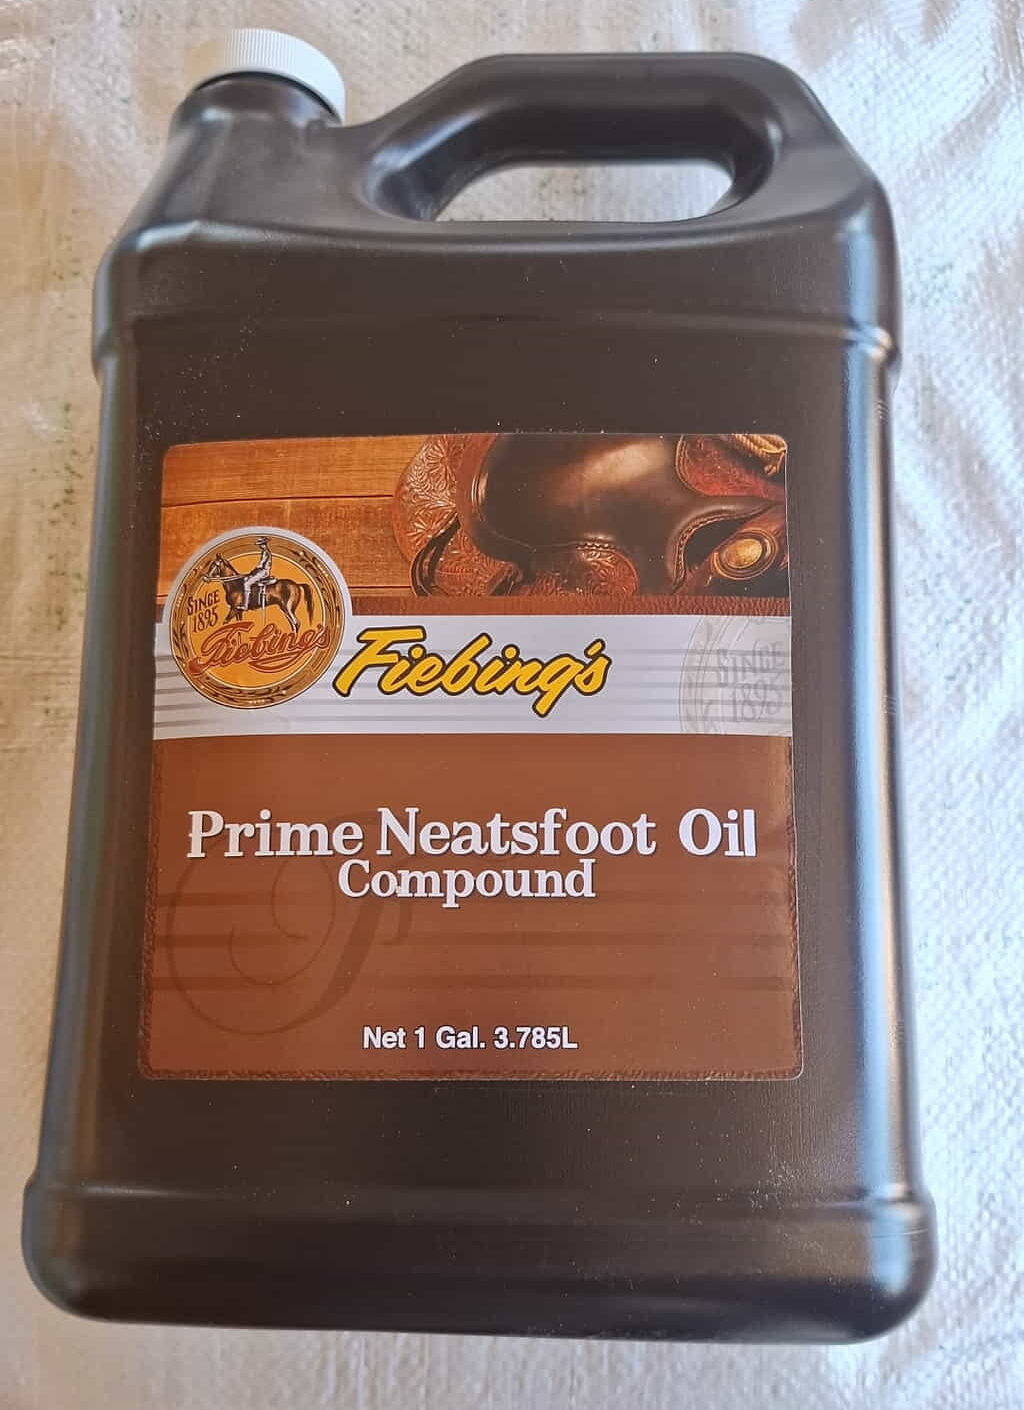 SINCE
1895
Fiebing's
Fiebing's
SINCE
1895
Prime Neatsfoot Oil
Compound
Net 1 Gal. 3.785L